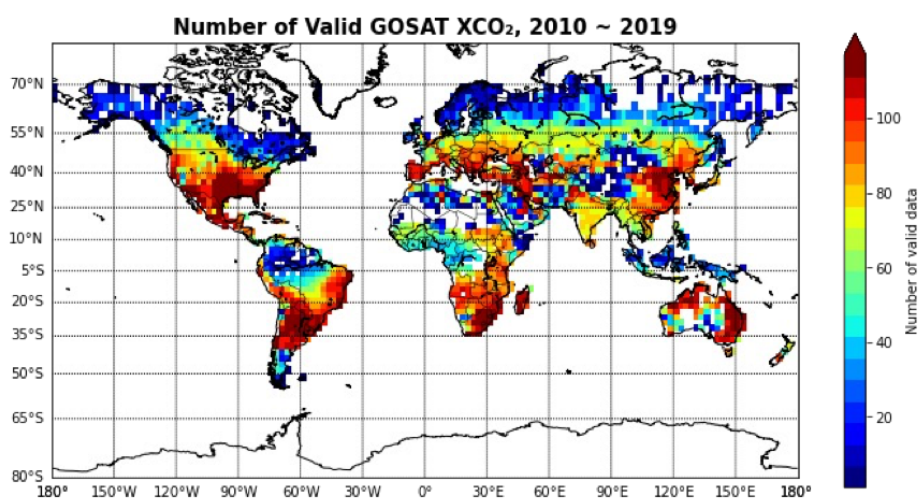 Number of Valid GOSAT XCO₂, 2010 ~ 2019
70°N
55°N
40°N
25°N
10°N
5°S
20°S
35°S
50°S
65°S
80°S
180° 150°W 120°W 90°W 60°W 30°W 0° 30°E 60°E 90°E 120°E 150°E 180°
100
80
60
40
20
Number of valid data